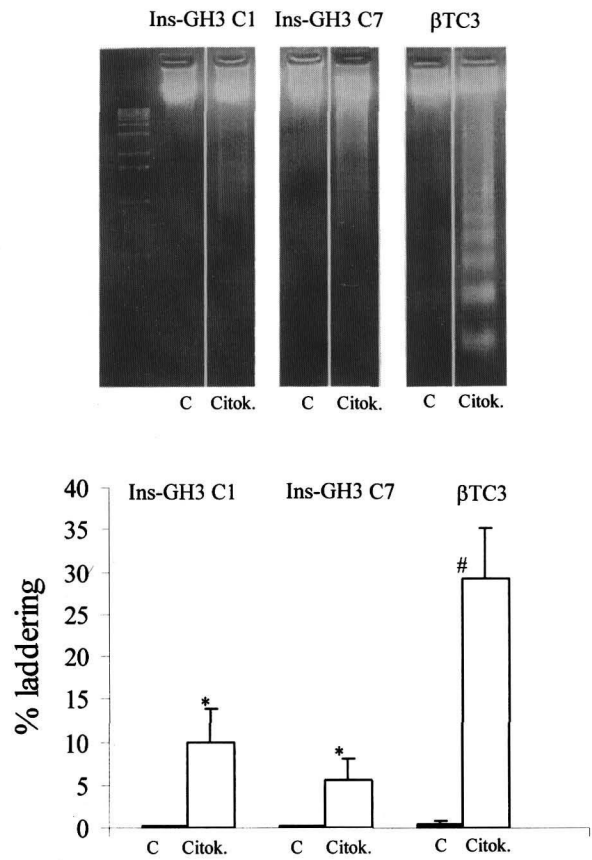 Ins-GH3 C1 Ins-GH3 C7 βTC3
C Citok. C Citok. C Citok.
40 Ins-GH3 C1 Ins-GH3 C7 βTC3
35
30 #
25
20
15 *
10 *
5
0
% laddering
C Citok. C Citok. C Citok.